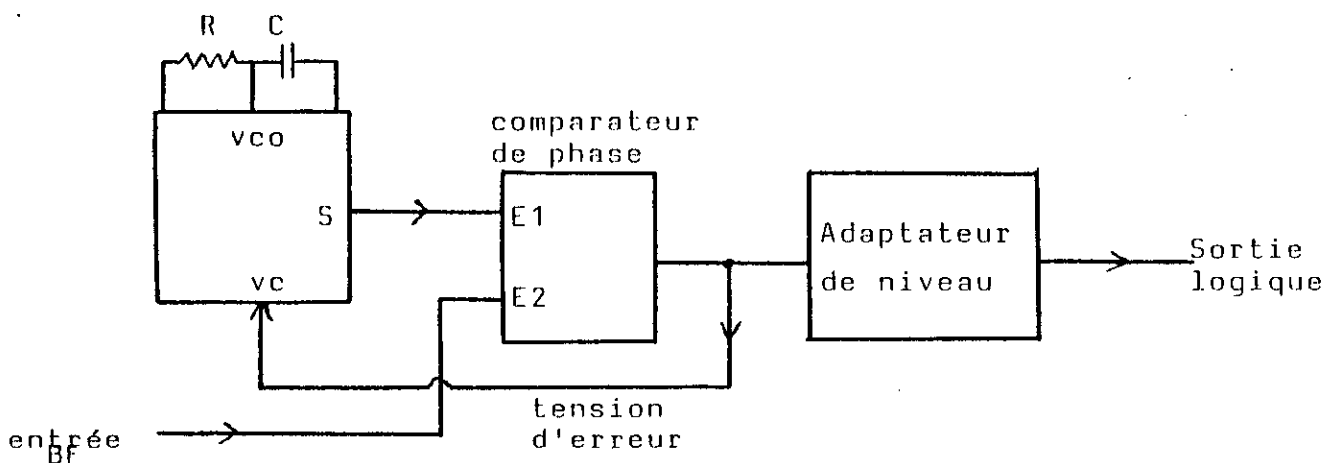 R
C
vco
S
vc
comparateur
de phase
E1
E2
Adaptateur
de niveau
Sortie
logique
tension
d'erreur
entrée
BF